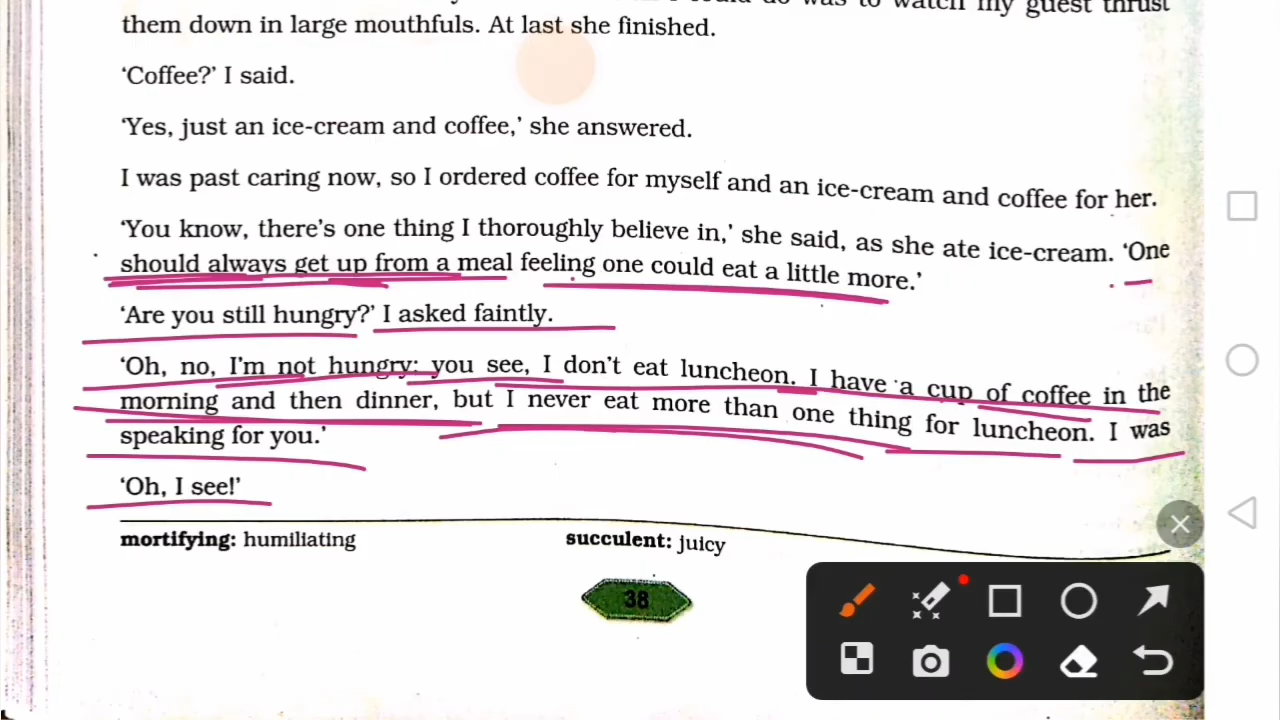 to watch my guest thrust
them down in large mouthfuls. At last she finished.
‘Coffee?’ I said.
‘Yes, just an ice-cream and coffee,’ she answered.
I was past caring now, so I ordered coffee for myself and an ice-cream and coffee for her.
‘You know, there’s one thing I thoroughly believe in,’ she said, as she ate ice-cream. ‘One
should always get up from a meal feeling one could eat a little more.’
‘Are you still hungry?’ I asked faintly.
‘Oh, no, I’m not hungry: you see, I don’t eat luncheon. I have a cup of coffee in the
morning and then dinner, but I never eat more than one thing for luncheon. I was
speaking for you.’
‘Oh, I see!’
mortifying: humiliating succulent: juicy
38